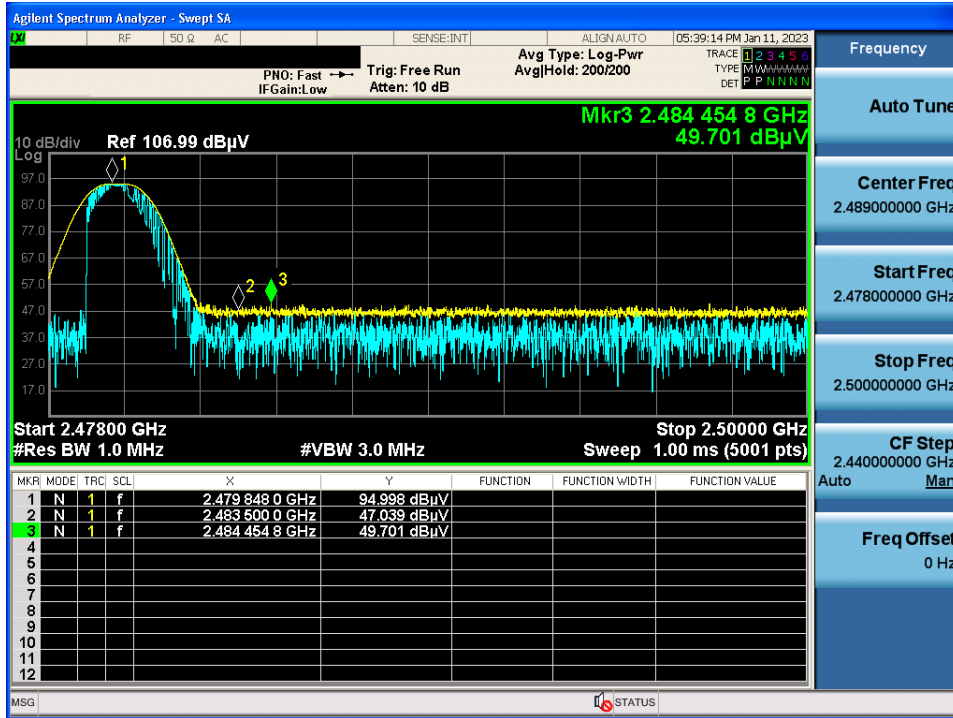 Agilent Spectrum Analyzer - Swept SA
LXI RF 50 Ω AC SENSE:INT ALIGN AUTO 05:39:14 PM Jan 11, 2023
PNO: Fast Trig: Free Run Avg Type: Log-Pwr TRACE 1 2 3 4 5 6
IFGain:Low Atten: 10 dB Avg|Hold: 200/200 TYPE M W W W W W
DET P P N N N N
Mkr3 2.484 454 8 GHz
49.701 dBµV
10 dB/div Ref 106.99 dBµV
Log
97.0
87.0
77.0
67.0
57.0
47.0
37.0
27.0
17.0
1
2
3
Start 2.47800 GHz Stop 2.50000 GHz
#Res BW 1.0 MHz #VBW 3.0 MHz Sweep 1.00 ms (5001 pts)
MKR MODE TRC SCL X Y FUNCTION FUNCTION WIDTH FUNCTION VALUE
1 N 1 f 2.479 848 0 GHz 94.998 dBµV
2 N 1 f 2.483 500 0 GHz 47.039 dBµV
3 N 1 f 2.484 454 8 GHz 49.701 dBµV
4
5
6
7
8
9
10
11
12
MSG STATUS
Frequency
Auto Tune
Center Freq
2.489000000 GHz
Start Freq
2.478000000 GHz
Stop Freq
2.500000000 GHz
CF Step
2.440000000 GHz
Auto Man
Freq Offset
0 Hz